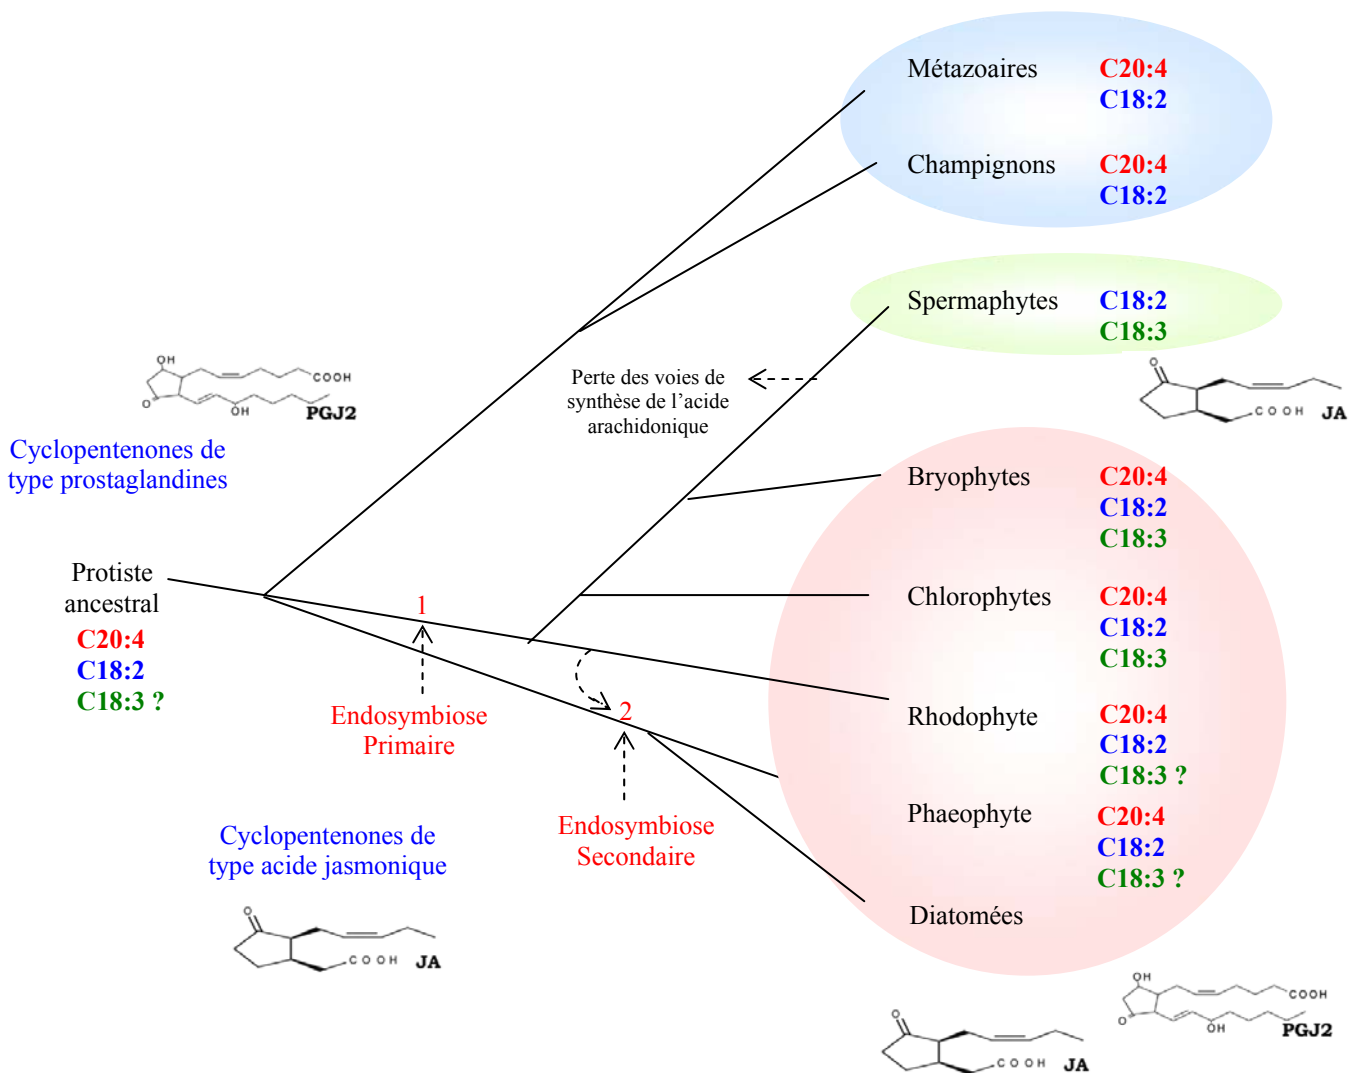 Métazoaires C20:4
C18:2
Champignons C20:4
C18:2
Spermaphytes C18:2
C18:3
O
COOH JA
Perte des voies de
synthèse de l'acide
arachidonique
OH
COOH
O
OH
PGJ2
Cyclopentenones de
type prostaglandines
Bryophytes C20:4
C18:2
C18:3
Protiste
ancestral
C20:4
C18:2
C18:3 ?
1
Chlorophytes C20:4
C18:2
C18:3
Endosymbiose
Primaire
2
Rhodophyte C20:4
C18:2
C18:3 ?
Endosymbiose
Secondaire
Phaeophyte C20:4
C18:2
C18:3 ?
Diatomées
Cyclopentenones de
type acide jasmonique
O
COOH JA
O
COOH JA
OH
COOH
O
OH
PGJ2